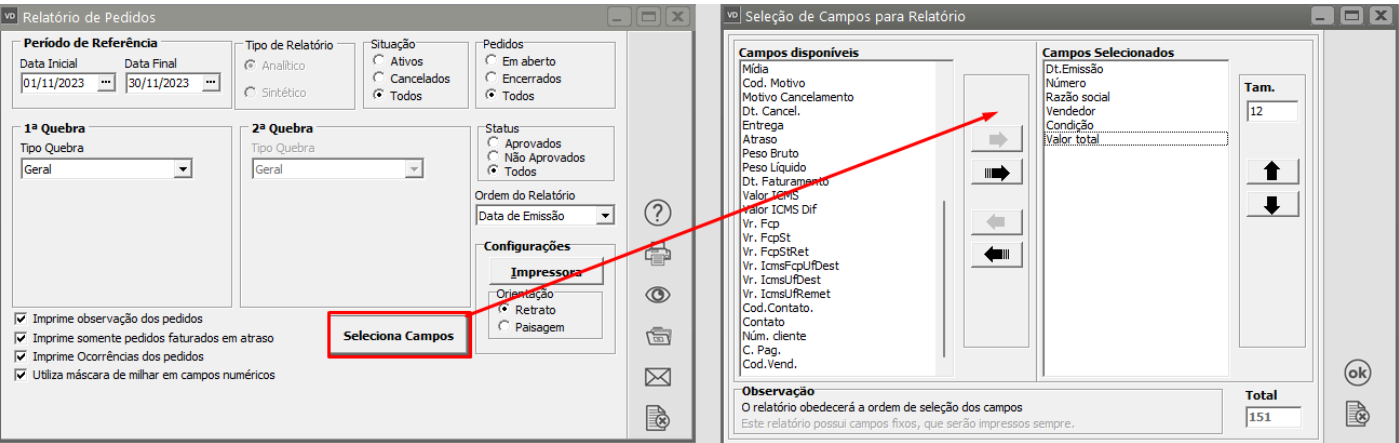 VD Relatório de Pedidos
Período de Referência
Data Inicial
Data Final
01/11/2023 ...
30/11/2023 ...
Tipo de Relatório
Analítico
Sintético
Situação
Ativos
Cancelados
Todos
Pedidos
Em aberto
Encerrados
Todos
1ª Quebra
Tipo Quebra
Geral
2ª Quebra
Tipo Quebra
Geral
Status
Aprovados
Não Aprovados
Todos
Ordem do Relatório
Data de Emissão
Configurações
Impressora
Orientação
Retrato
Paisagem
Imprime observação dos pedidos
Imprime somente pedidos faturados em atraso
Imprime Ocorrências dos pedidos
Utiliza máscara de milhar em campos numéricos
Seleciona Campos
?
VD Seleção de Campos para Relatório
Campos disponíveis
Mídia
Cod. Motivo
Motivo Cancelamento
Dt. Cancel.
Entrega
Atraso
Peso Bruto
Peso Líquido
Dt. Faturamento
Valor ICMS
Valor ICMS Dif
Vr. Fcp
Vr. FcpSt
Vr. FcpStRet
Vr. IcmsFcpUfDest
Vr. IcmsUfDest
Vr. IcmsUfRemet
Cod.Contato.
Contato
Núm. cliente
C. Pag.
Cod.Vend.
Campos Selecionados
Dt.Emissão
Número
Razão social
Vendedor
Condição
Valor total
Tam.
12
Observação
O relatório obedecerá a ordem de seleção dos campos
Este relatório possui campos fixos, que serão impressos sempre.
Total
151
ok